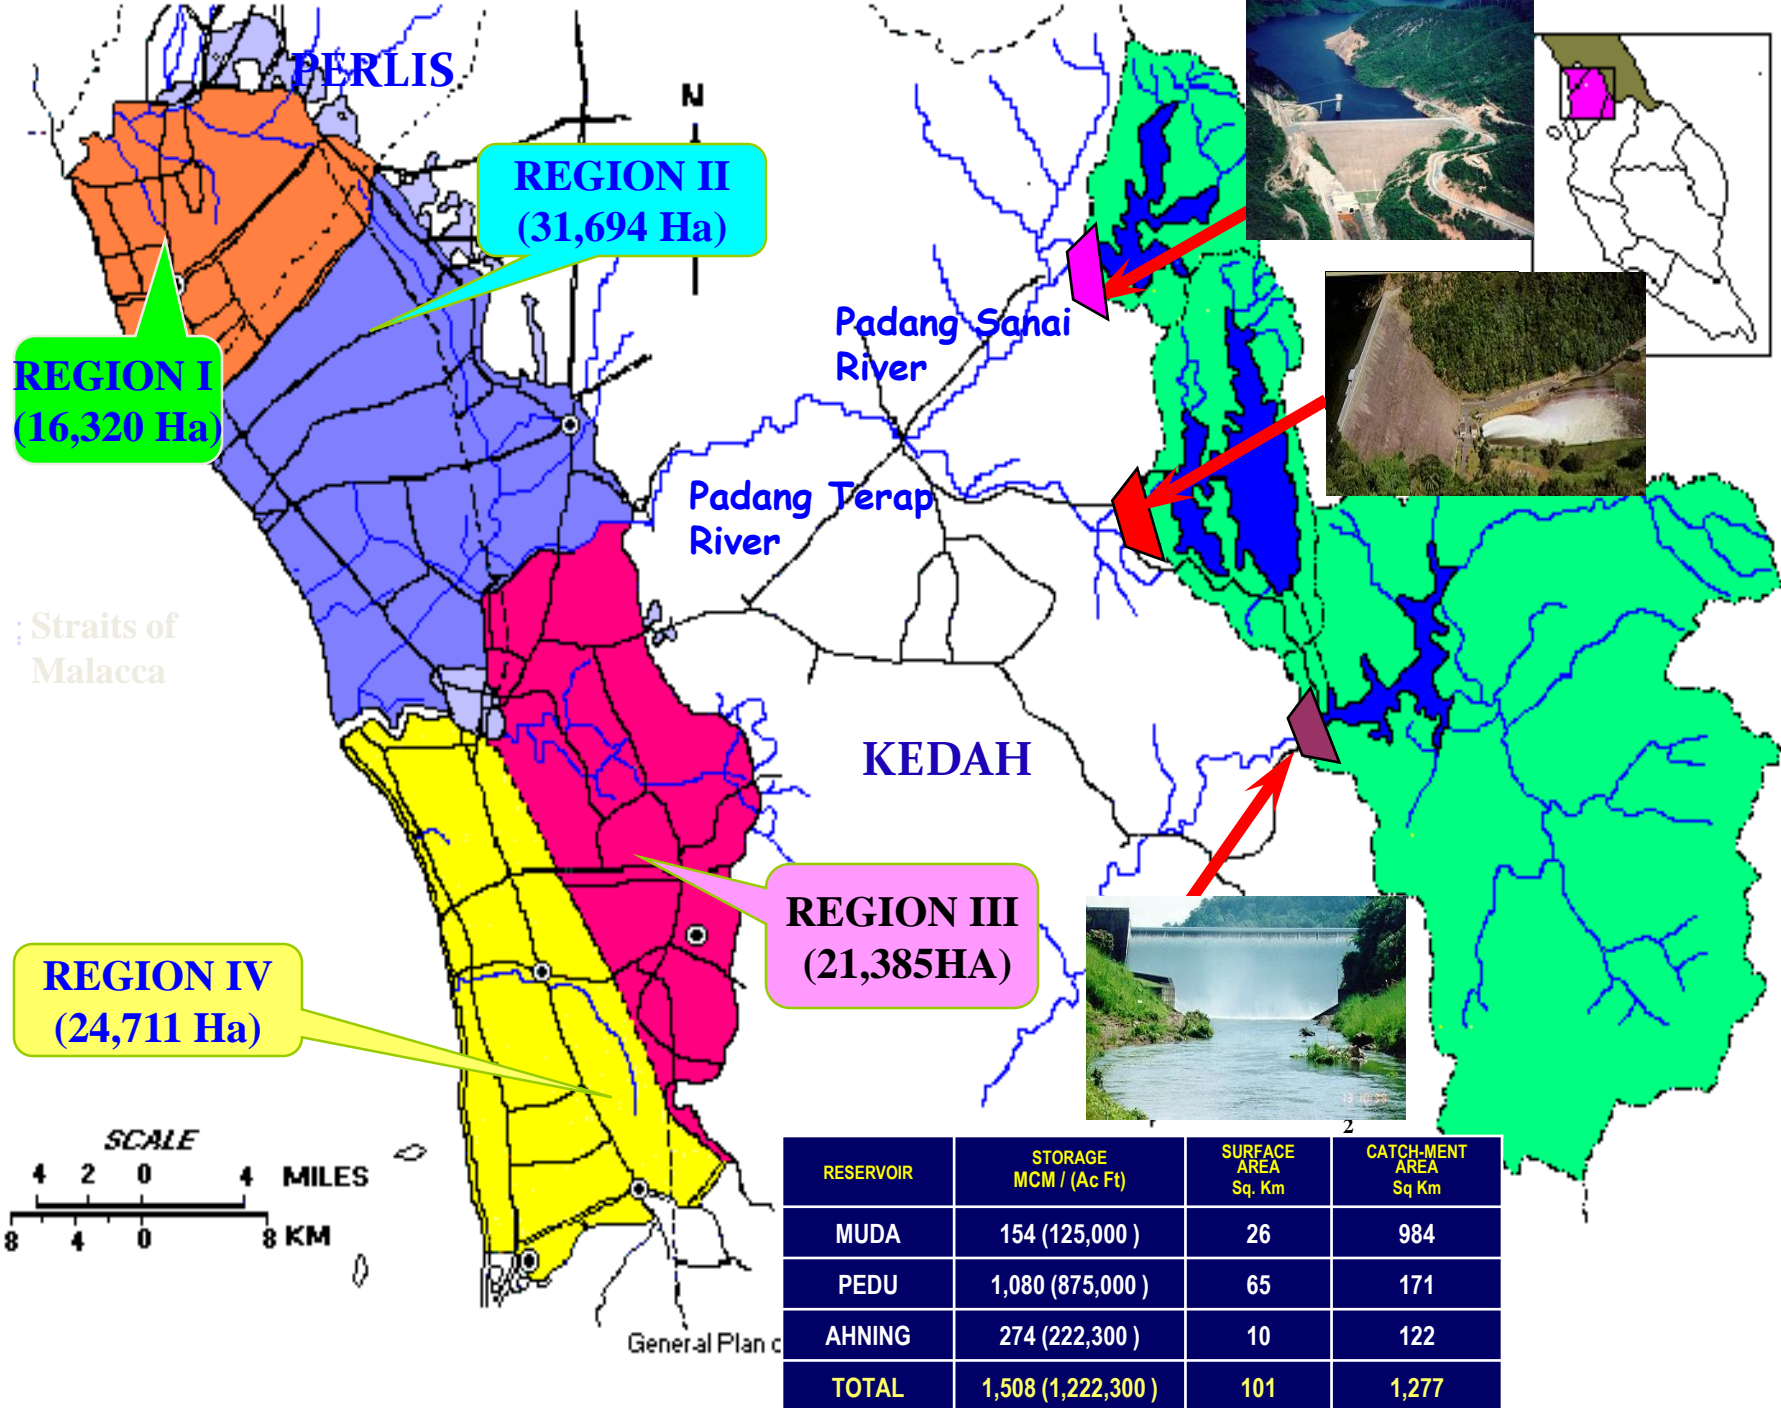 PERLIS
N
REGION II
(31,694 Ha)
Padang Sanai
River
REGION I
(16,320 Ha)
Padang Terap
River
: Straits of
Malacca
KEDAH
REGION III
(21,385HA)
REGION IV
(24,711 Ha)
SCALE
4 2 0 4 MILES
8 4 0 8 KM
General Plan o
2
RESERVOIR STORAGE MCM / (Ac Ft) SURFACE AREA Sq. Km CATCH-MENT AREA Sq Km
MUDA 154 (125,000 ) 26 984
PEDU 1,080 (875,000 ) 65 171
AHNING 274 (222,300 ) 10 122
TOTAL 1,508 (1,222,300 ) 101 1,277